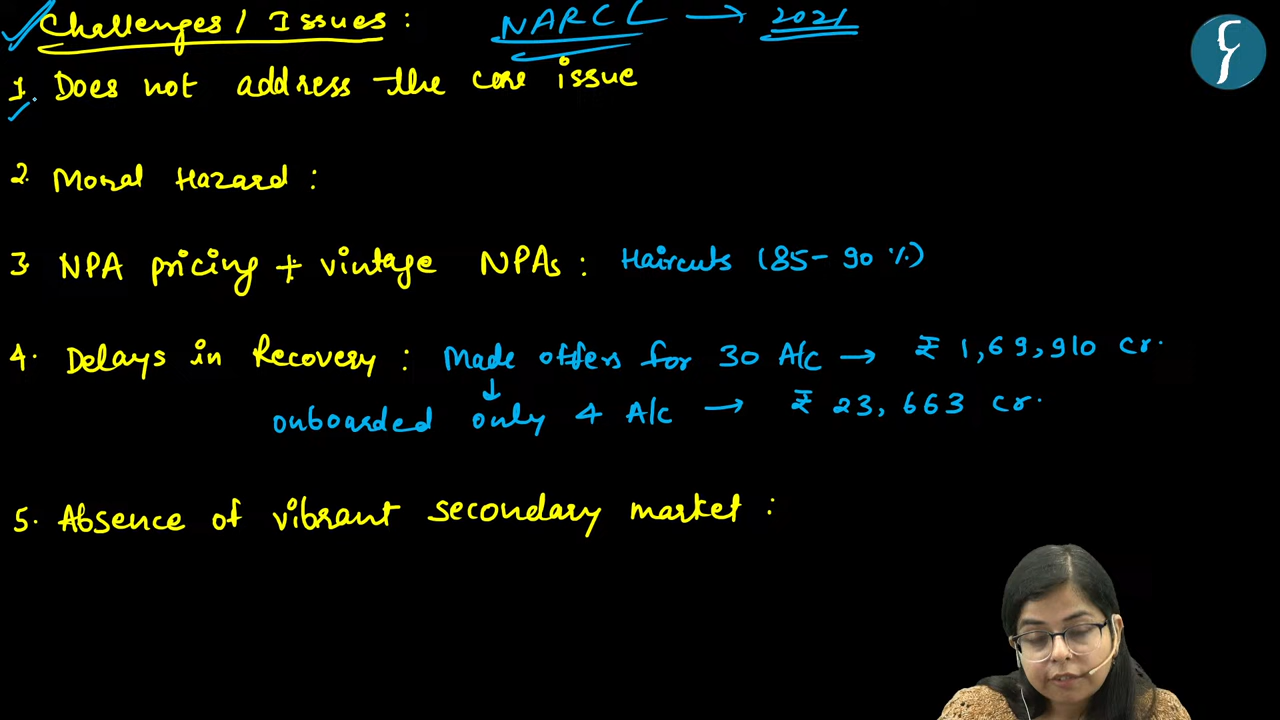 Challenges / Issues : NARCL → 2021
1. Does not address the core issue
2. Moral Hazard :
3. NPA pricing + vintage NPAs : Haircuts (85-90 %)
4. Delays in Recovery : Made offers for 30 A/c → ₹ 1,69,910 cr.
↓
onboarded only 4 A/c → ₹ 23,663 cr.
5. Absence of vibrant secondary market :